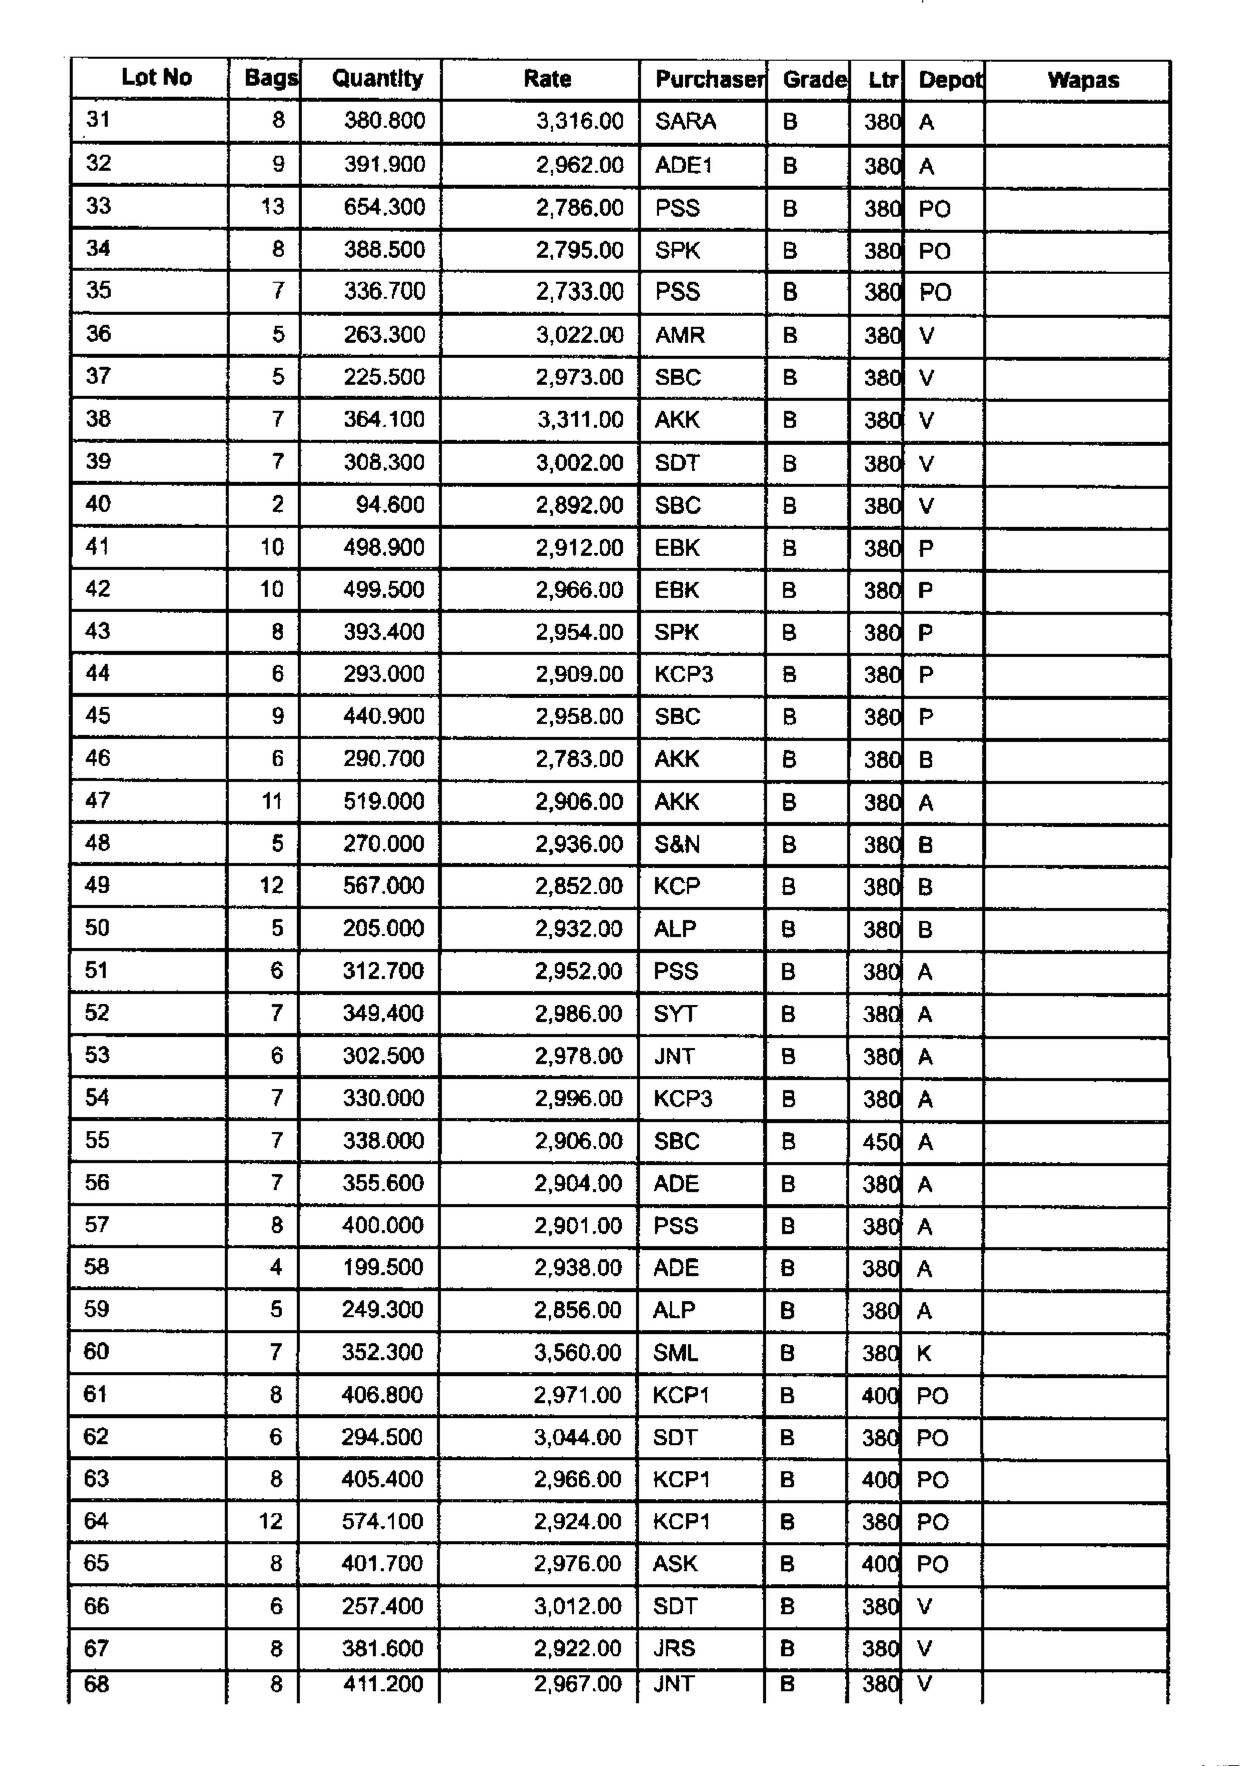 Lot No Bags Quantity Rate Purchaser Grade Ltr Depot Wapas
31 8 380.800 3,316.00 SARA B 380 A
32 9 391.900 2,962.00 ADE1 B 380 A
33 13 654.300 2,786.00 PSS B 380 PO
34 8 388.500 2,795.00 SPK B 380 PO
35 7 336.700 2,733.00 PSS B 380 PO
36 5 263.300 3,022.00 AMR B 380 V
37 5 225.500 2,973.00 SBC B 380 V
38 7 364.100 3,311.00 AKK B 380 V
39 7 308.300 3,002.00 SDT B 380 V
40 2 94.600 2,892.00 SBC B 380 V
41 10 498.900 2,912.00 EBK B 380 P
42 10 499.500 2,966.00 EBK B 380 P
43 8 393.400 2,954.00 SPK B 380 P
44 6 293.000 2,909.00 KCP3 B 380 P
45 9 440.900 2,958.00 SBC B 380 P
46 6 290.700 2,783.00 AKK B 380 B
47 11 519.000 2,906.00 AKK B 380 A
48 5 270.000 2,936.00 S&N B 380 B
49 12 567.000 2,852.00 KCP B 380 B
50 5 205.000 2,932.00 ALP B 380 B
51 6 312.700 2,952.00 PSS B 380 A
52 7 349.400 2,986.00 SYT B 380 A
53 6 302.500 2,978.00 JNT B 380 A
54 7 330.000 2,996.00 KCP3 B 380 A
55 7 338.000 2,906.00 SBC B 450 A
56 7 355.600 2,904.00 ADE B 380 A
57 8 400.000 2,901.00 PSS B 380 A
58 4 199.500 2,938.00 ADE B 380 A
59 5 249.300 2,856.00 ALP B 380 A
60 7 352.300 3,560.00 SML B 380 K
61 8 406.800 2,971.00 KCP1 B 400 PO
62 6 294.500 3,044.00 SDT B 380 PO
63 8 405.400 2,966.00 KCP1 B 400 PO
64 12 574.100 2,924.00 KCP1 B 380 PO
65 8 401.700 2,976.00 ASK B 400 PO
66 6 257.400 3,012.00 SDT B 380 V
67 8 381.600 2,922.00 JRS B 380 V
68 8 411.200 2,967.00 JNT B 380 V